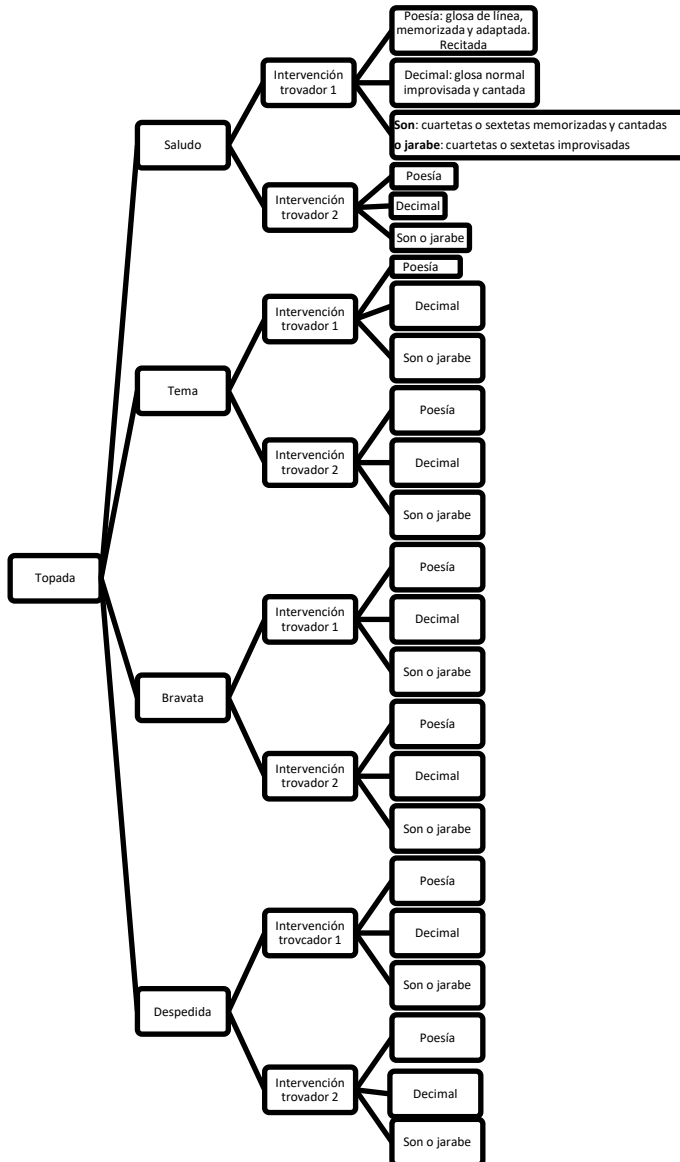 Topada
Saludo
Intervención
trovador 1
Poesía: glosa de línea,
memorizada y adaptada.
Recitada
Decimal: glosa normal
improvisada y cantada
Son: cuartetas o sextetas memorizadas y cantadas
o jarabe: cuartetas o sextetas improvisadas
Intervención
trovador 2
Poesía
Decimal
Son o jarabe
Tema
Intervención
trovador 1
Poesía
Decimal
Son o jarabe
Intervención
trovador 2
Poesía
Decimal
Son o jarabe
Bravata
Intervención
trovador 1
Poesía
Decimal
Son o jarabe
Intervención
trovador 2
Poesía
Decimal
Son o jarabe
Despedida
Intervención
trovcador 1
Poesía
Decimal
Son o jarabe
Intervención
trovador 2
Poesía
Decimal
Son o jarabe